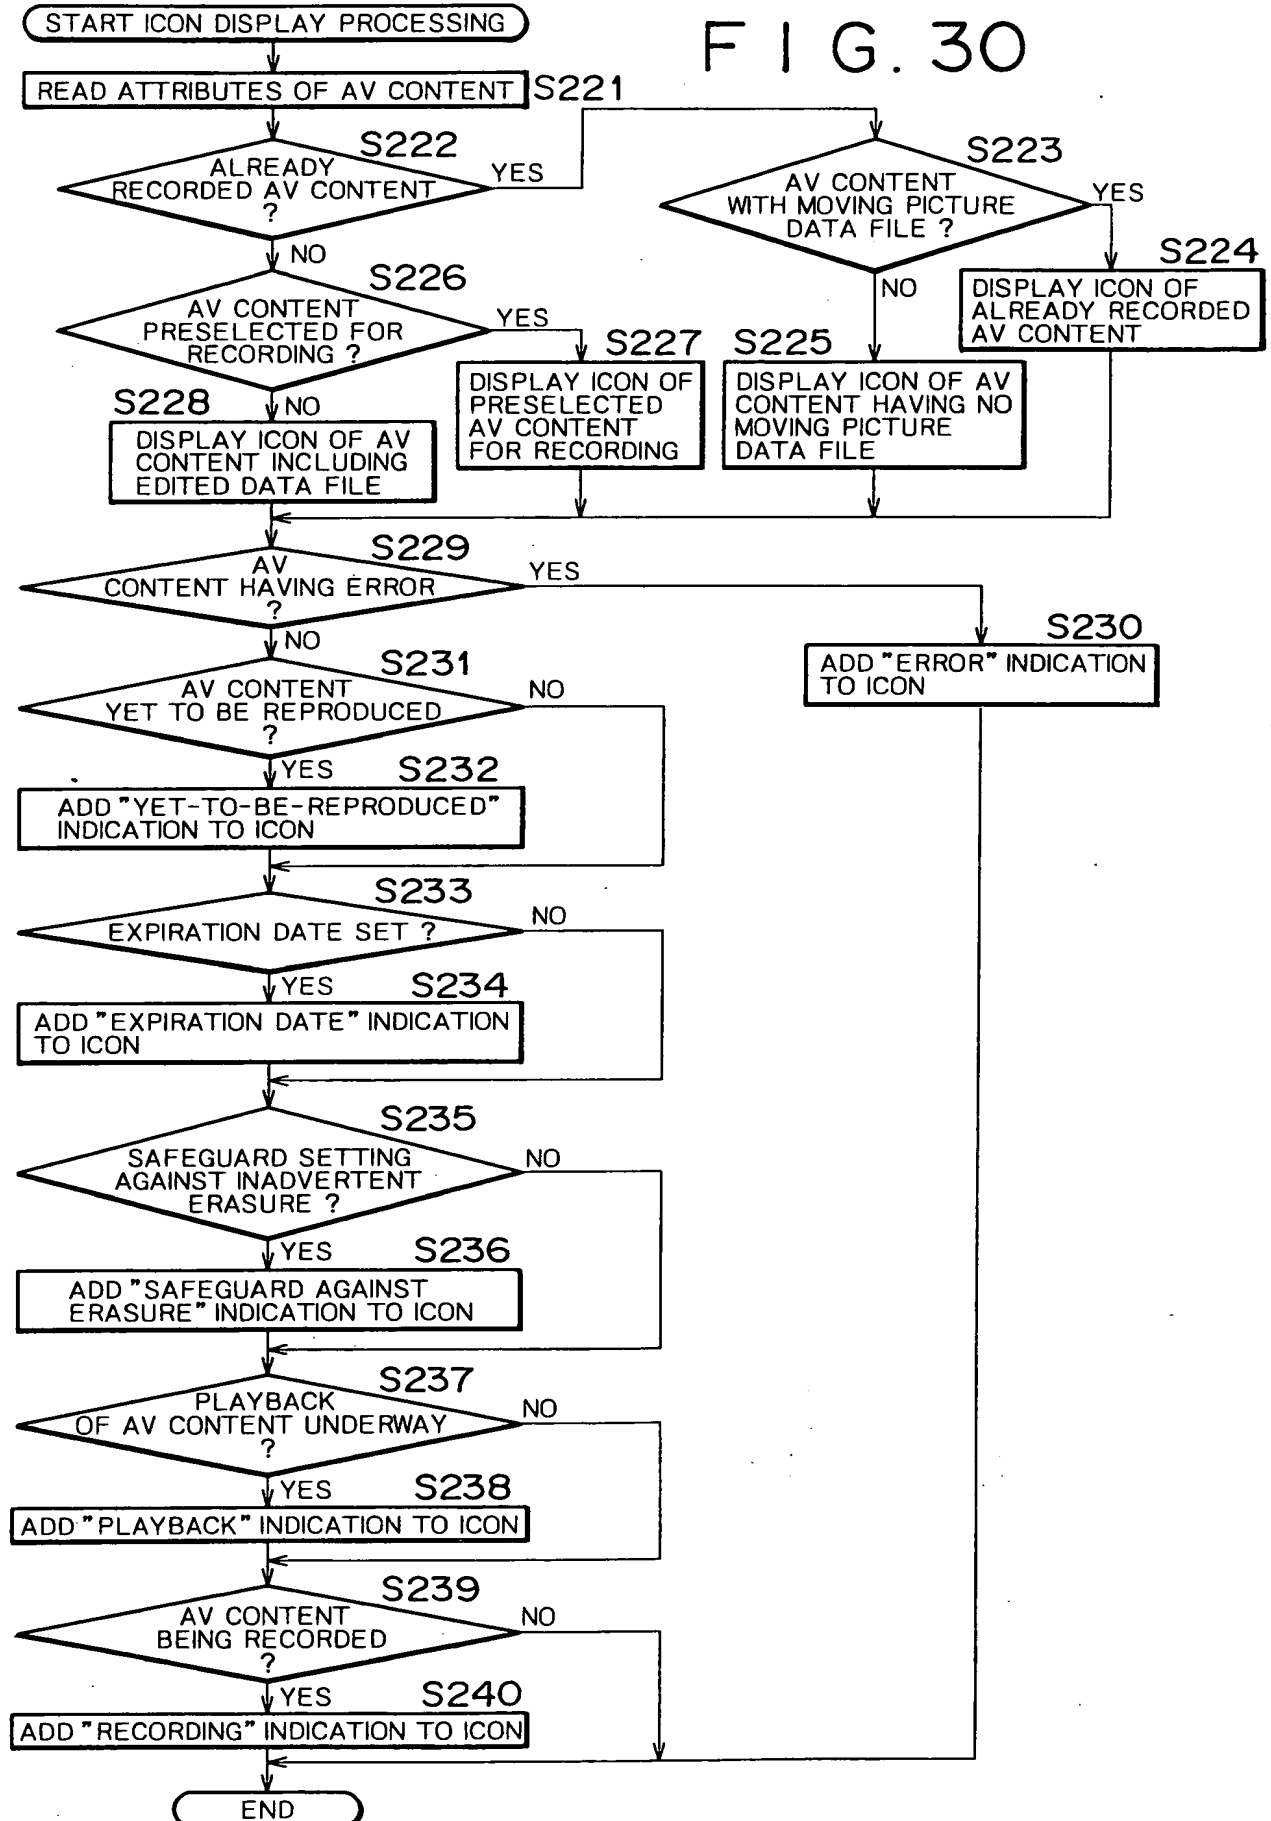 START ICON DISPLAY PROCESSING
FIG. 30
READ ATTRIBUTES OF AV CONTENT
S221
S222
ALREADY
RECORDED AV CONTENT
?
YES
NO
S223
AV CONTENT
WITH MOVING PICTURE
DATA FILE ?
YES
NO
S224
DISPLAY ICON OF
ALREADY RECORDED
AV CONTENT
S226
AV CONTENT
PRESELECTED FOR
RECORDING ?
YES
NO
S227
DISPLAY ICON OF
PRESELECTED
AV CONTENT
FOR RECORDING
S225
DISPLAY ICON OF AV
CONTENT HAVING NO
MOVING PICTURE
DATA FILE
S228
DISPLAY ICON OF AV
CONTENT INCLUDING
EDITED DATA FILE
S229
AV
CONTENT HAVING ERROR
?
YES
NO
S230
ADD "ERROR" INDICATION
TO ICON
S231
AV CONTENT
YET TO BE REPRODUCED
?
NO
YES
S232
ADD "YET-TO-BE-REPRODUCED"
INDICATION TO ICON
S233
EXPIRATION DATE SET ?
NO
YES
S234
ADD "EXPIRATION DATE" INDICATION
TO ICON
S235
SAFEGUARD SETTING
AGAINST INADVERTENT
ERASURE ?
NO
YES
S236
ADD "SAFEGUARD AGAINST
ERASURE" INDICATION TO ICON
S237
PLAYBACK
OF AV CONTENT UNDERWAY
?
NO
YES
S238
ADD "PLAYBACK" INDICATION TO ICON
S239
AV CONTENT
BEING RECORDED
?
NO
YES
S240
ADD "RECORDING" INDICATION TO ICON
END